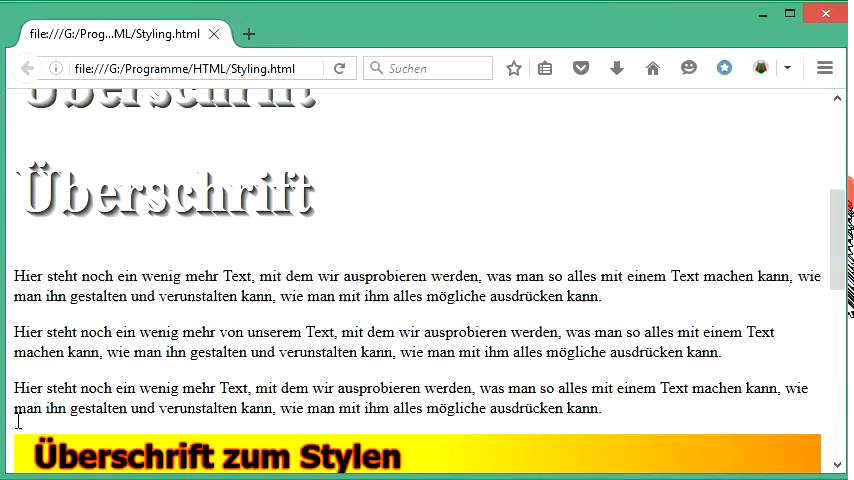 file:///G:/Prog...ML/Styling.html
file:///G:/Programme/HTML/Styling.html
Suchen
Überschrift
Überschrift
Hier steht noch ein wenig mehr Text, mit dem wir ausprobieren werden, was man so alles mit einem Text machen kann, wie
man ihn gestalten und verunstalten kann, wie man mit ihm alles mögliche ausdrücken kann.
Hier steht noch ein wenig mehr von unserem Text, mit dem wir ausprobieren werden, was man so alles mit einem Text
machen kann, wie man ihn gestalten und verunstalten kann, wie man mit ihm alles mögliche ausdrücken kann.
Hier steht noch ein wenig mehr Text, mit dem wir ausprobieren werden, was man so alles mit einem Text machen kann, wie
man ihn gestalten und verunstalten kann, wie man mit ihm alles mögliche ausdrücken kann.
Überschrift zum Stylen